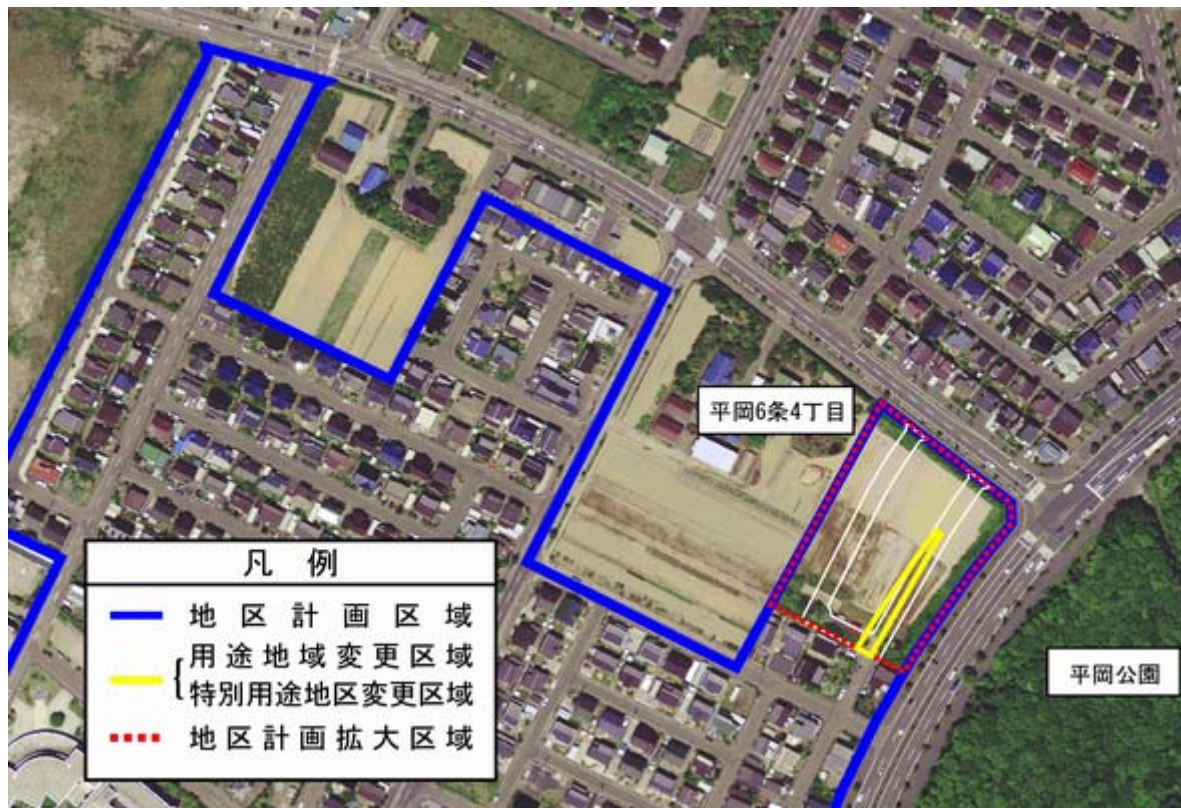 平岡6条4丁目
平岡公園
凡例
地区計画区域
用途地域変更区域
特別用途地区変更区域
地区計画拡大区域